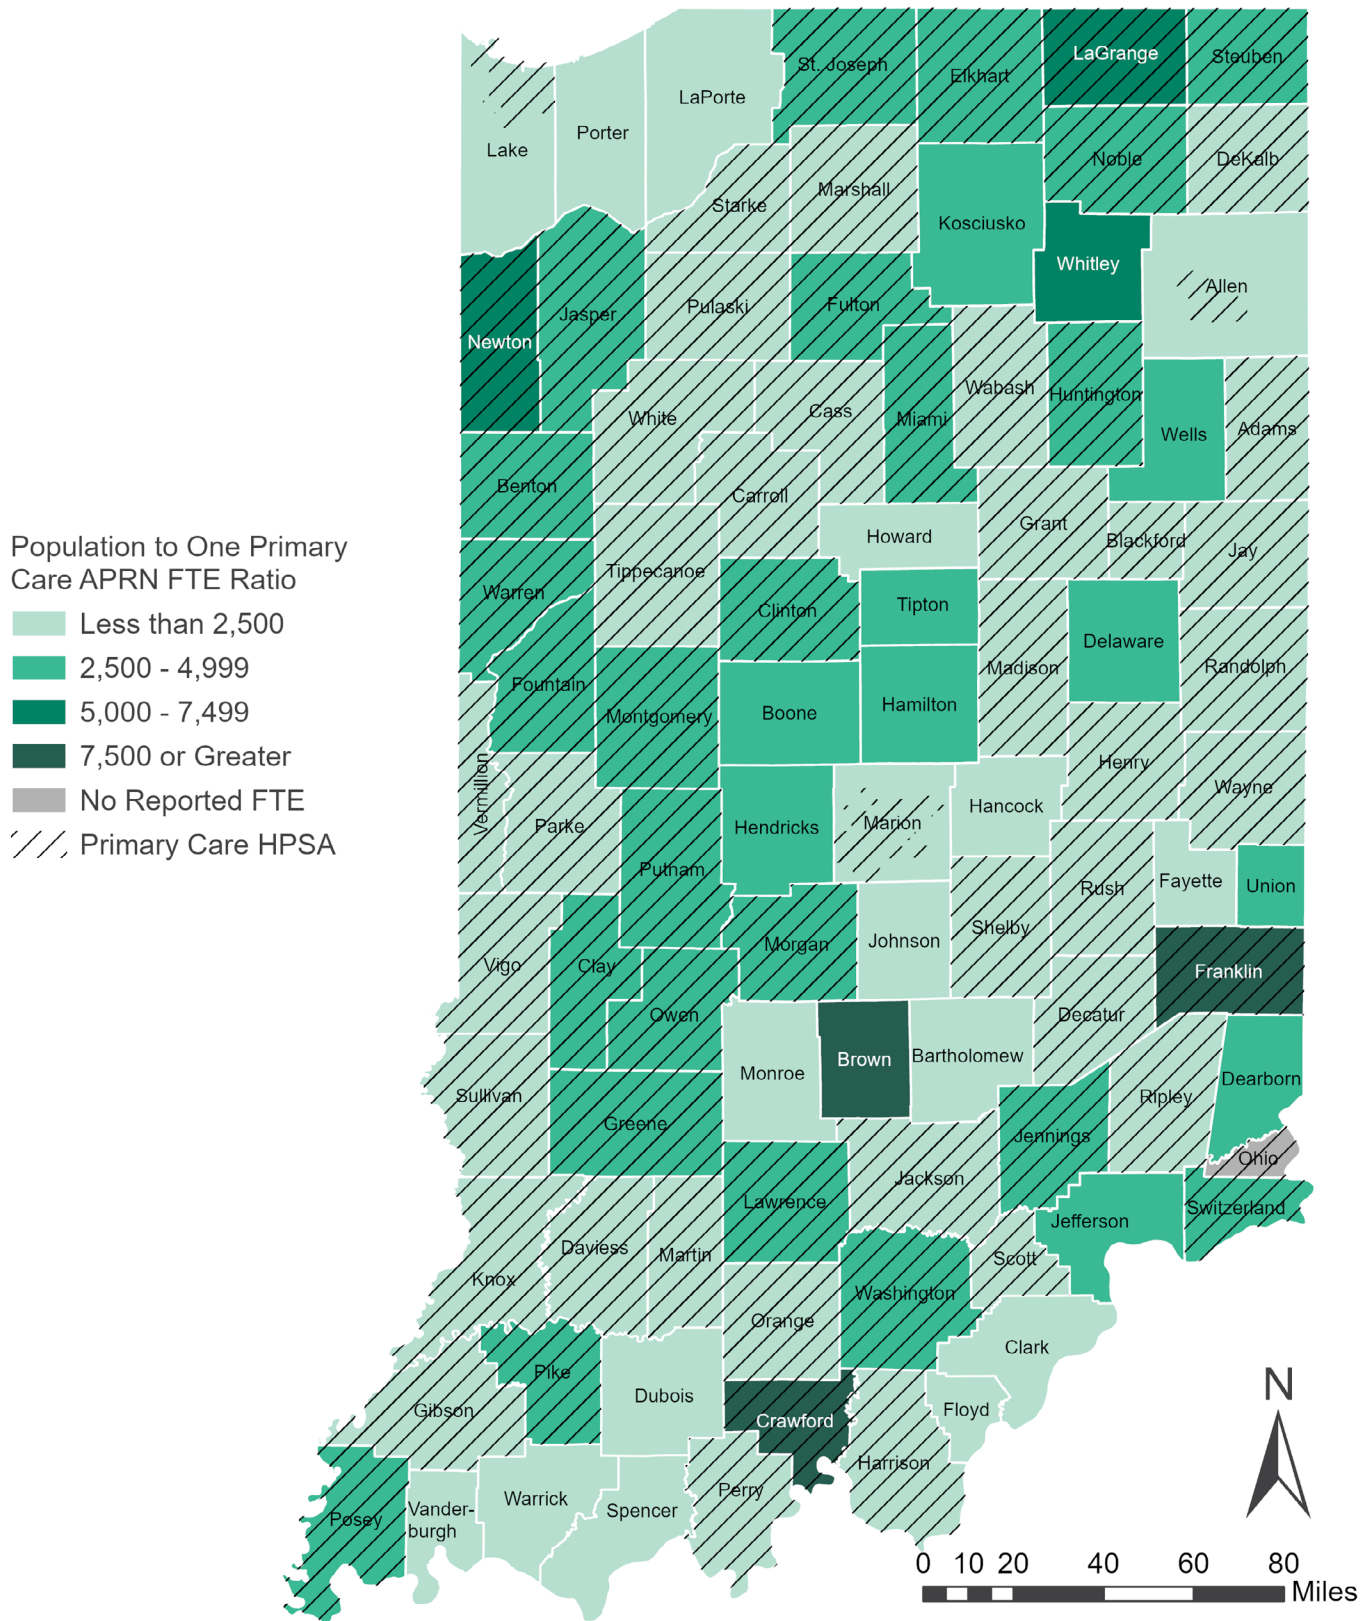 LaGrange
Steuben
St. Joseph
Elkhart
LaPorte
Porter
Lake
Noble
DeKalb
Marshall
Starke
Kosciusko
Whitley
Allen
Pulaski
Fulton
Jasper
Newton
Wabash
Huntington
White
Cass
Miami
Wells
Adams
Benton
Carroll
Grant
Howard
Blackford
Jay
Tippecanoe
Population to One Primary
Care APRN FTE Ratio
Less than 2,500
2,500 - 4,999
5,000 - 7,499
7,500 or Greater
No Reported FTE
Primary Care HPSA
Warren
Clinton
Tipton
Delaware
Madison
Randolph
Fountain
Montgomery
Boone
Hamilton
Henry
Wayne
Vermillion
Parke
Hendricks
Marion
Hancock
Putnam
Rush
Fayette
Union
Shelby
Johnson
Morgan
Vigo
Clay
Franklin
Owen
Decatur
Monroe
Brown
Bartholomew
Dearborn
Sullivan
Ripley
Greene
Jennings
Ohio
Jackson
Lawrence
Switzerland
Jefferson
Daviess
Martin
Scott
Knox
Washington
Orange
Clark
Pike
Dubois
Gibson
Crawford
Floyd
Harrison
Perry
Warrick
Spencer
Vander-
burgh
Posey
N
0 10 20 40 60 80
Miles